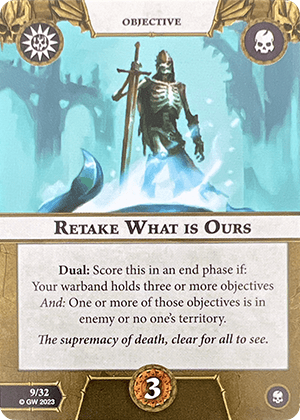 OBJECTIVE
RETAKE WHAT IS OURS
Dual: Score this in an end phase if:
Your warband holds three or more objectives
And: One or more of those objectives is in
enemy or no one's territory.
The supremacy of death, clear for all to see.
9/32
© GW 2023
3